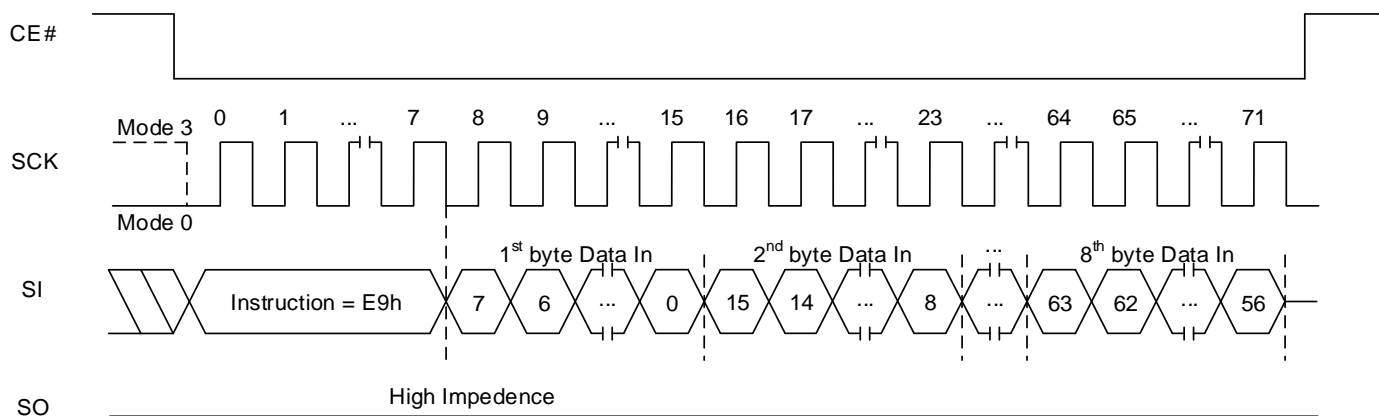 CE#
0 1 ... 7 8 9 ... 15 16 17 ... 23 ... 64 65 ... 71
Mode 3
SCK
Mode 0
1st byte Data In 2nd byte Data In ... 8th byte Data In
SI
Instruction = E9h 7 6 ... 0 15 14 ... 8 ... 63 62 ... 56
High Impedence
SO